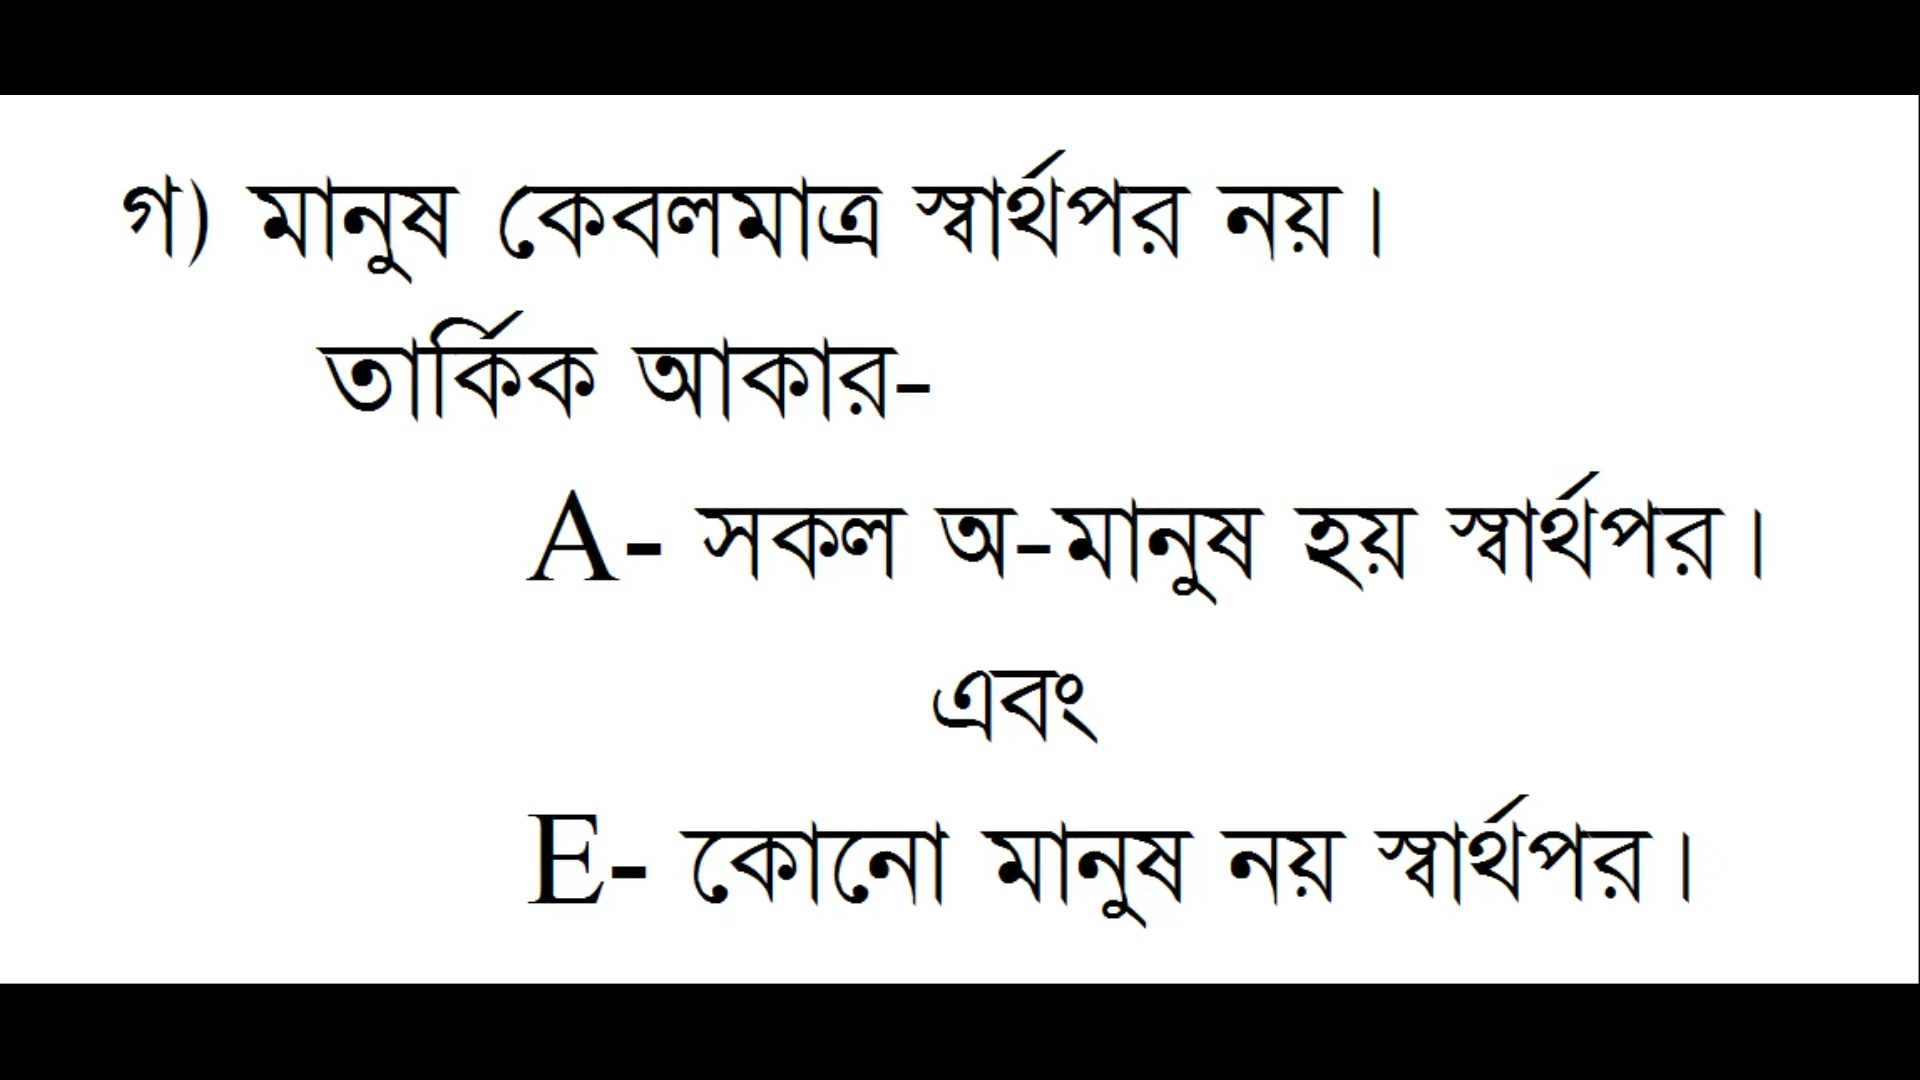 গ) মানুষ কেবলমাত্র স্বার্থপর নয়।
তার্কিক আকার-
A- সকল অ-মানুষ হয় স্বার্থপর।
এবং
E- কোনো মানুষ নয় স্বার্থপর।